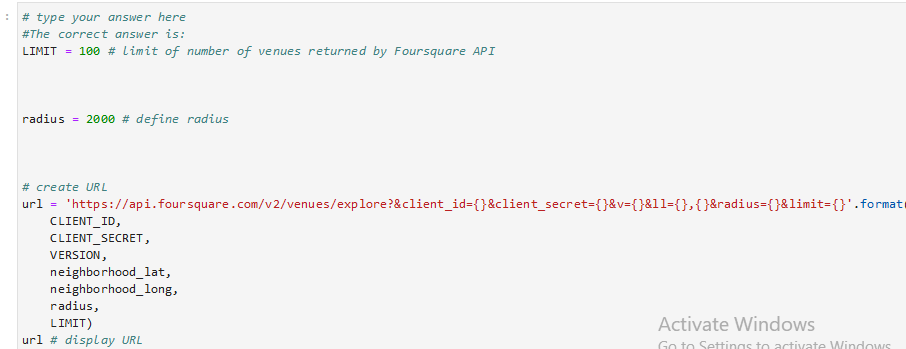 :
# type your answer here
#The correct answer is:
LIMIT = 100 # limit of number of venues returned by Foursquare API
radius = 2000 # define radius
# create URL
url = 'https://api.foursquare.com/v2/venues/explore?&client_id={}&client_secret={}&v={}&ll={},{}&radius={}&limit={}'.format(
CLIENT_ID,
CLIENT_SECRET,
VERSION,
neighborhood_lat,
neighborhood_long,
radius,
LIMIT)
url # display URL
Activate Windows
Go to Settings to activate Windows